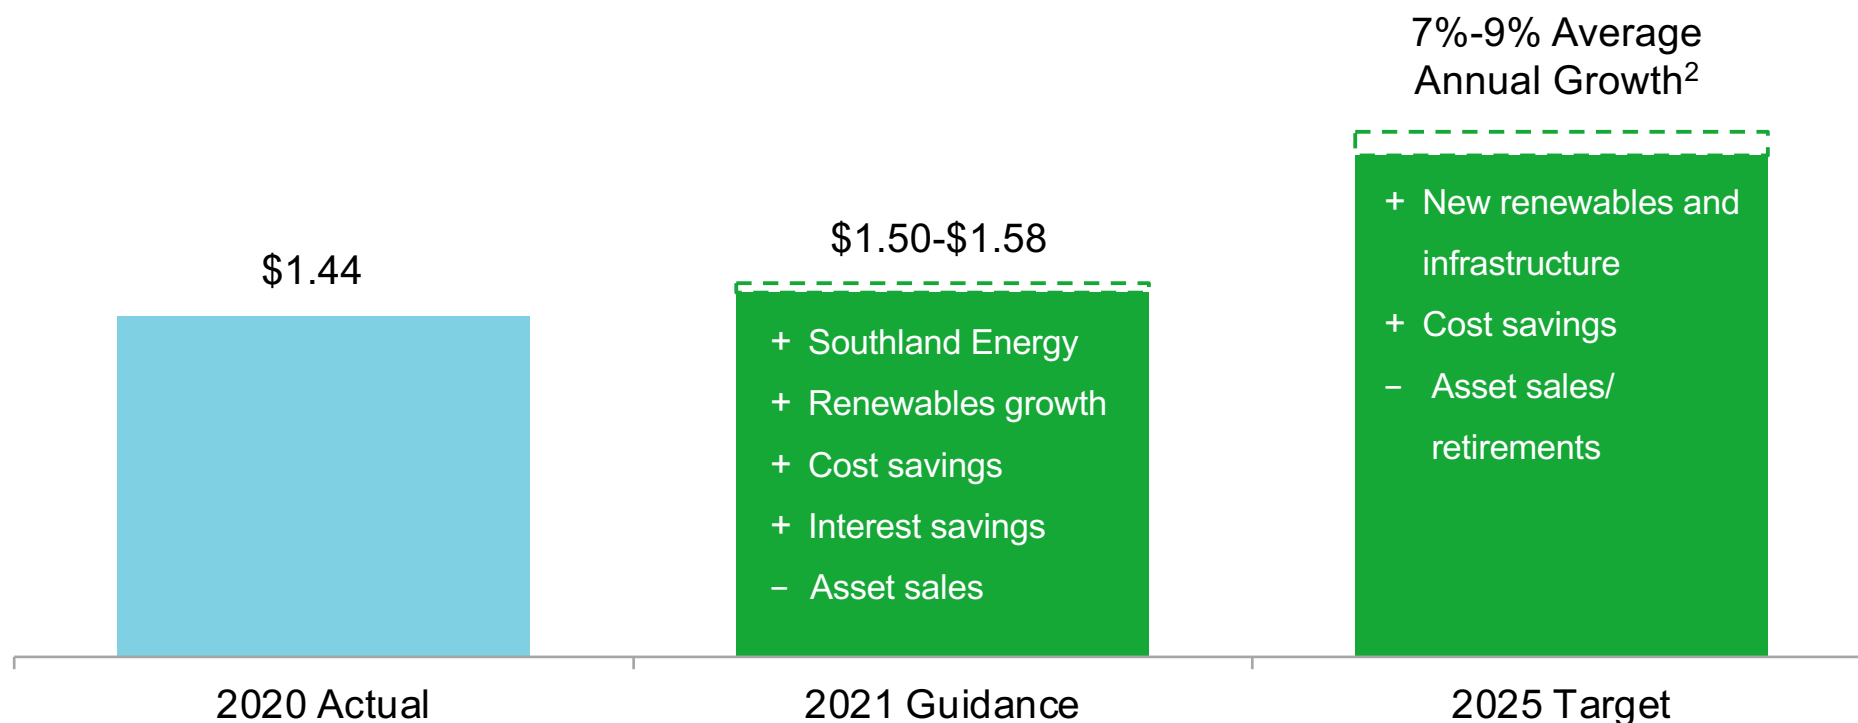 7%-9% Average
Annual Growth²
$1.44
$1.50-$1.58
+ Southland Energy
+ Renewables growth
+ Cost savings
+ Interest savings
– Asset sales
+ New renewables and
infrastructure
+ Cost savings
– Asset sales/
retirements
2020 Actual
2021 Guidance
2025 Target